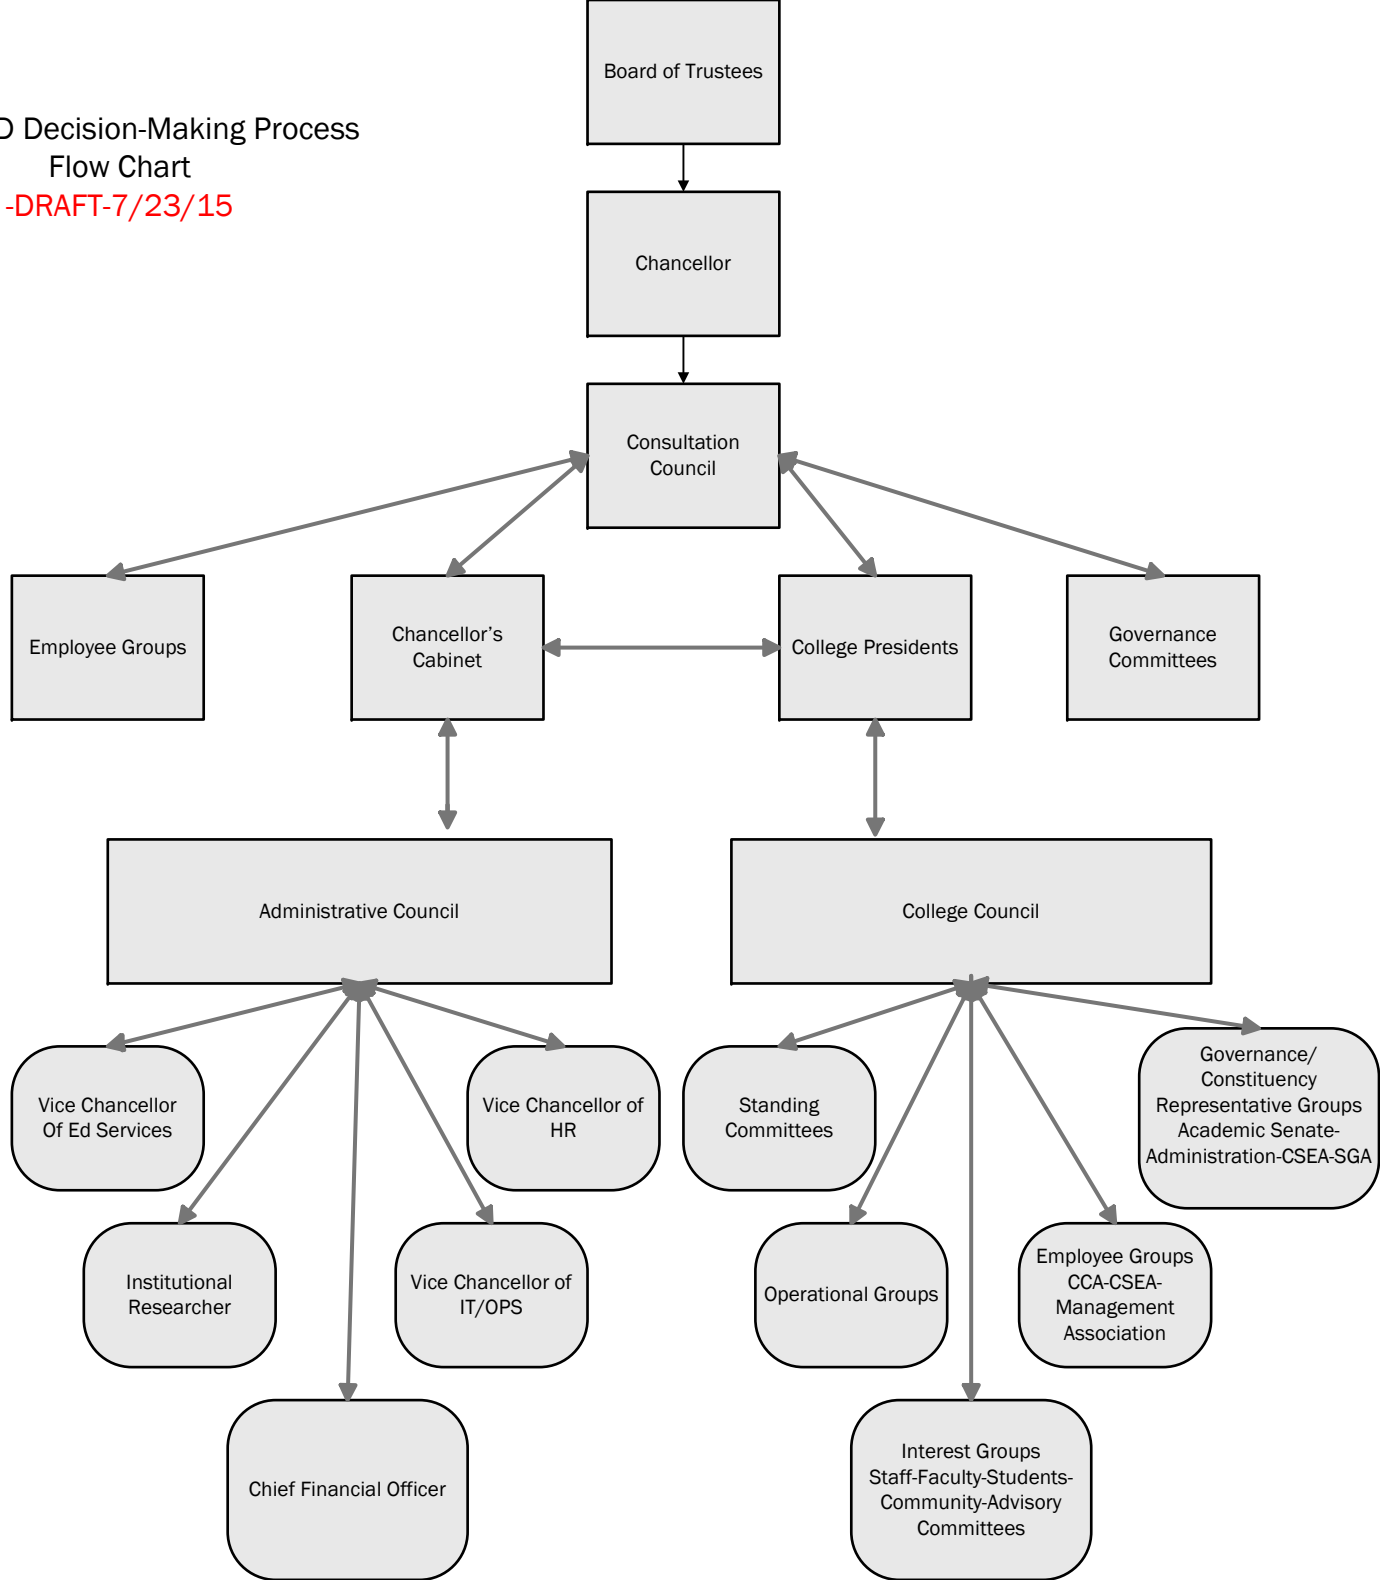 Board of Trustees
D Decision-Making Process
Flow Chart
-DRAFT-7/23/15
Chancellor
Consultation
Council
Employee Groups
Chancellor’s
Cabinet
College Presidents
Governance
Committees
Administrative Council
College Council
Vice Chancellor
Of Ed Services
Vice Chancellor of
HR
Standing
Committees
Governance/
Constituency
Representative Groups
Academic Senate-
Administration-CSEA-SGA
Institutional
Researcher
Vice Chancellor of
IT/OPS
Operational Groups
Employee Groups
CCA-CSEA-
Management
Association
Chief Financial Officer
Interest Groups
Staff-Faculty-Students-
Community-Advisory
Committees